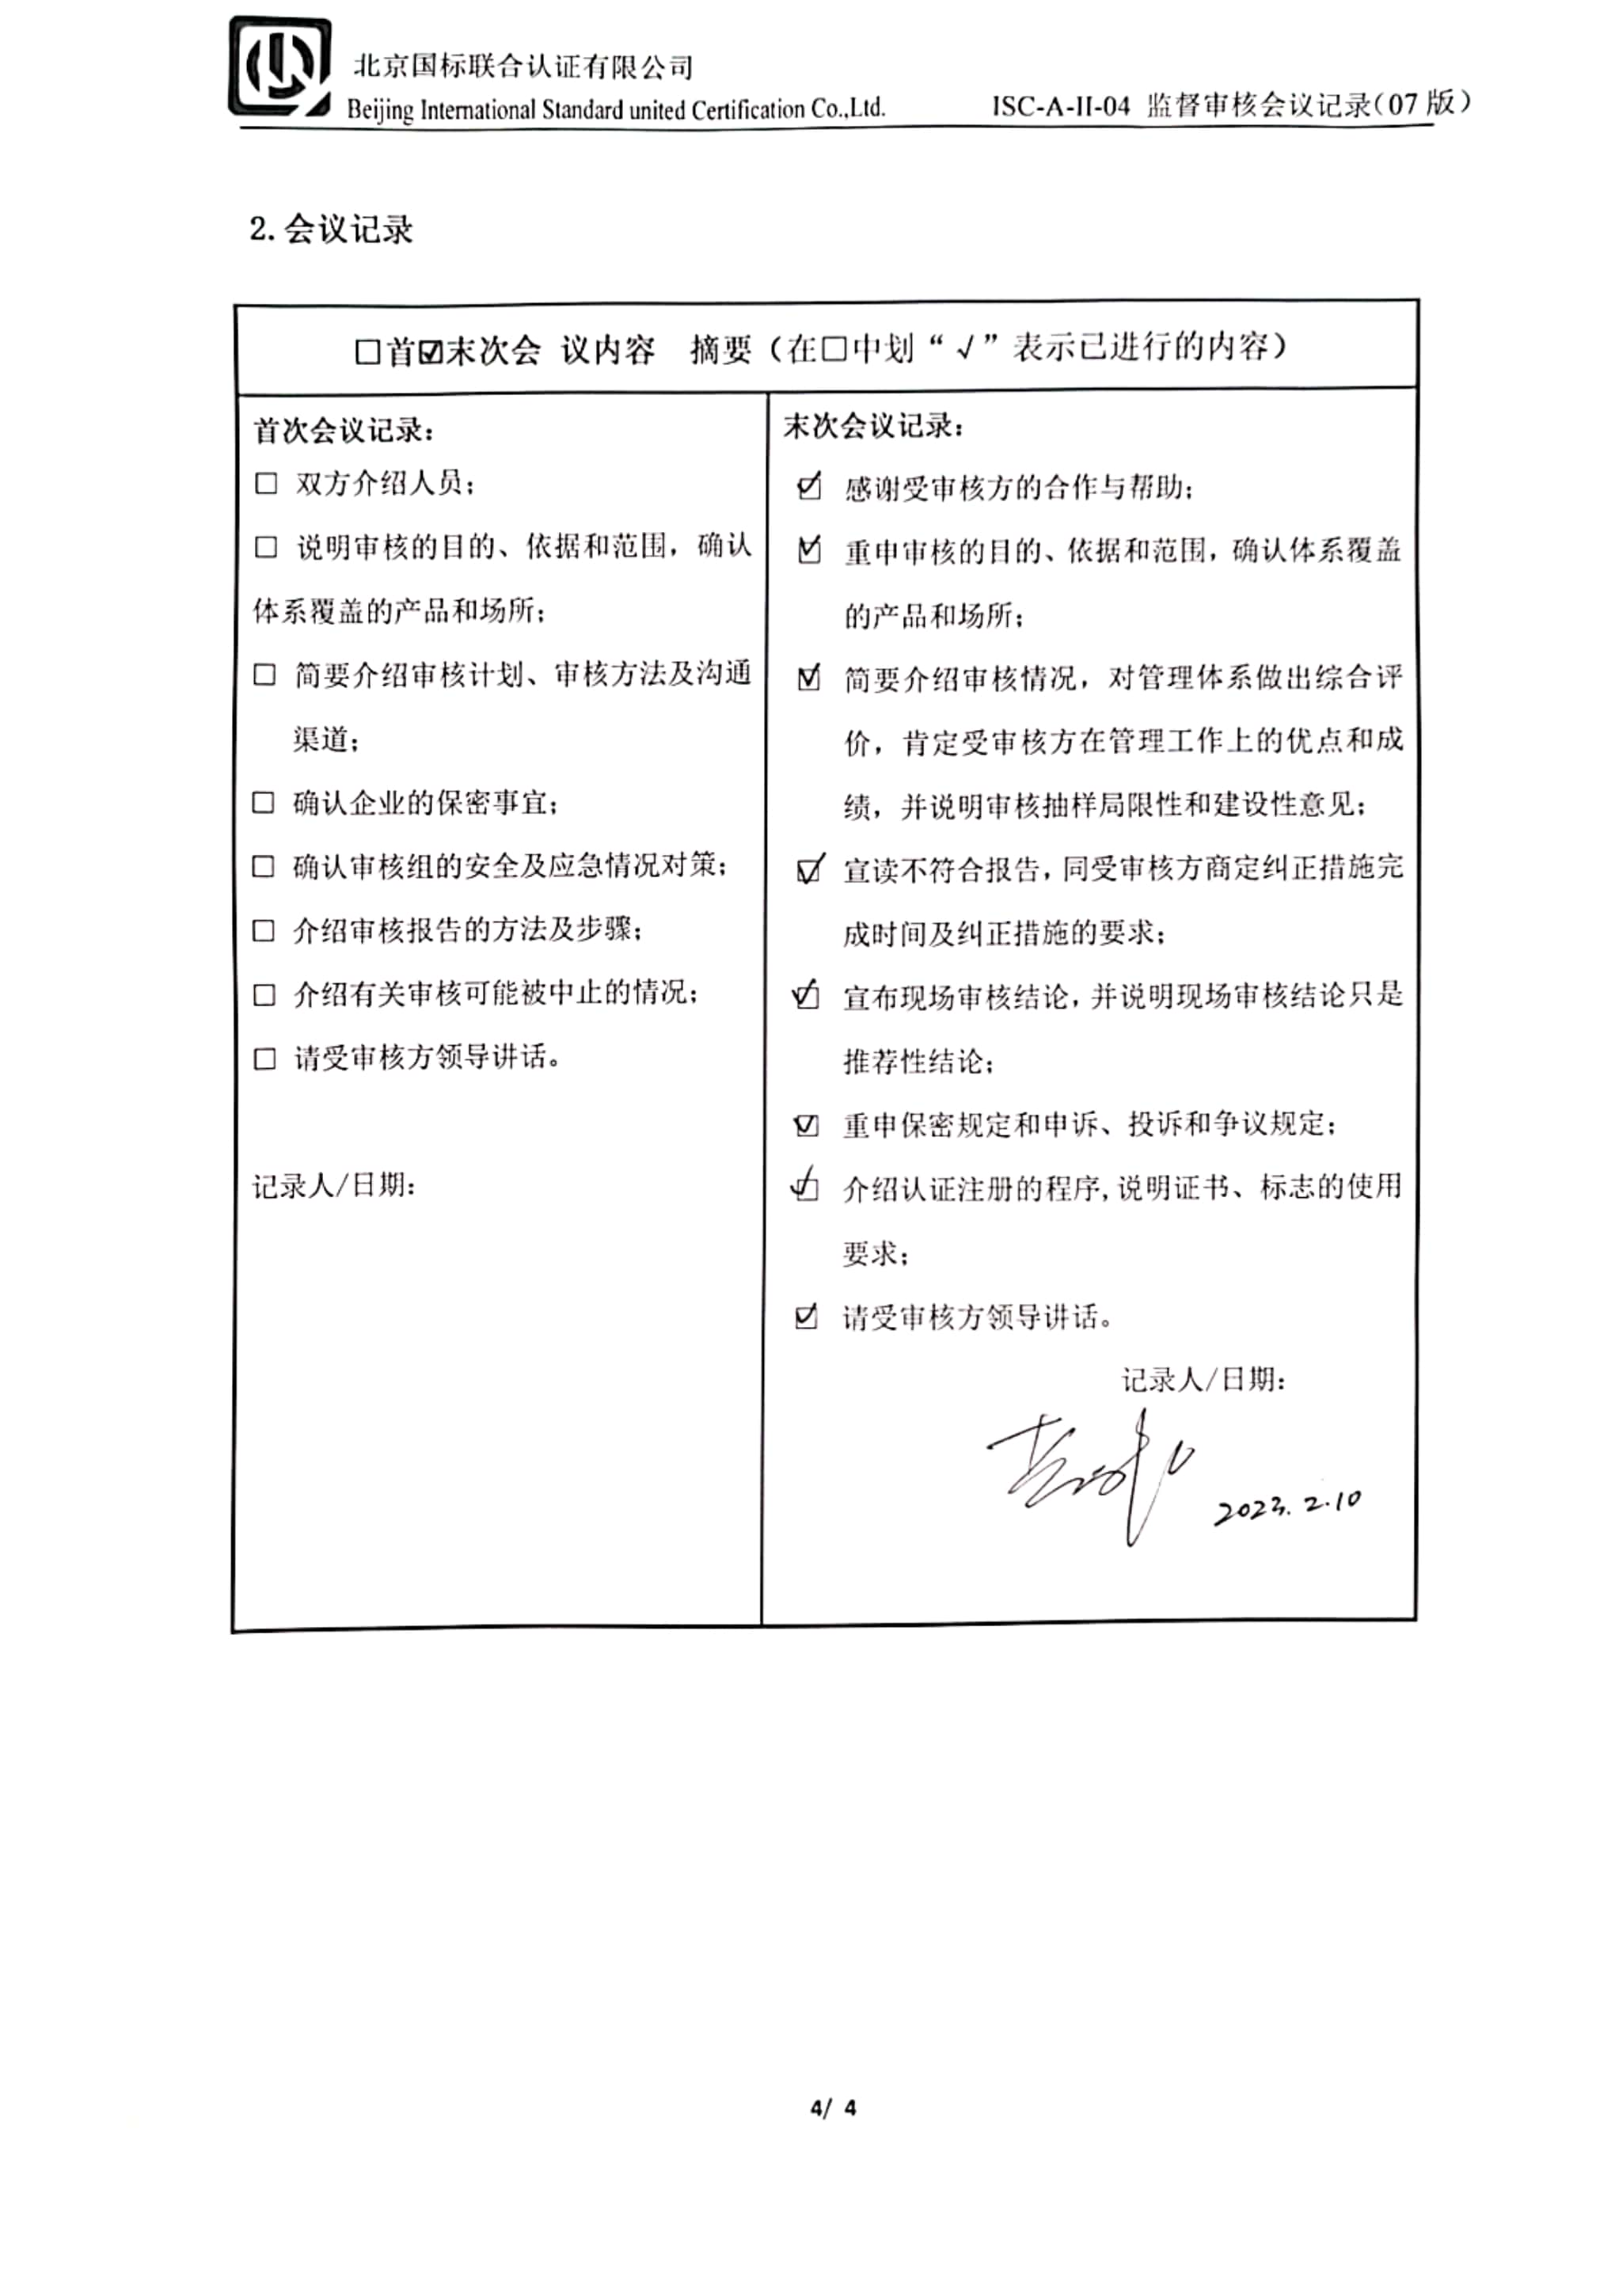 北京国标联合认证有限公司
Beijing International Standard united Certification Co.,Ltd. ISC-A-II-04 监督审核会议记录(07版)
2.会议记录
□首☑末次会 议内容 摘要（在□中划“√”表示已进行的内容）
首次会议记录：
□ 双方介绍人员；
□ 说明审核的目的、依据和范围，确认
体系覆盖的产品和场所；
□ 简要介绍审核计划、审核方法及沟通
渠道；
□ 确认企业的保密事宜；
□ 确认审核组的安全及应急情况对策；
□ 介绍审核报告的方法及步骤；
□ 介绍有关审核可能被中止的情况；
□ 请受审核方领导讲话。
记录人/日期：
末次会议记录：
☑ 感谢受审核方的合作与帮助；
☑ 重申审核的目的、依据和范围，确认体系覆盖
的产品和场所；
☑ 简要介绍审核情况，对管理体系做出综合评
价，肯定受审核方在管理工作上的优点和成
绩，并说明审核抽样局限性和建设性意见；
☑ 宣读不符合报告，同受审核方商定纠正措施完
成时间及纠正措施的要求；
☑ 宣布现场审核结论，并说明现场审核结论只是
推荐性结论；
☑ 重申保密规定和申诉、投诉和争议规定；
☑ 介绍认证注册的程序,说明证书、标志的使用
要求；
☑ 请受审核方领导讲话。
记录人/日期：
2023.2.10
4/ 4